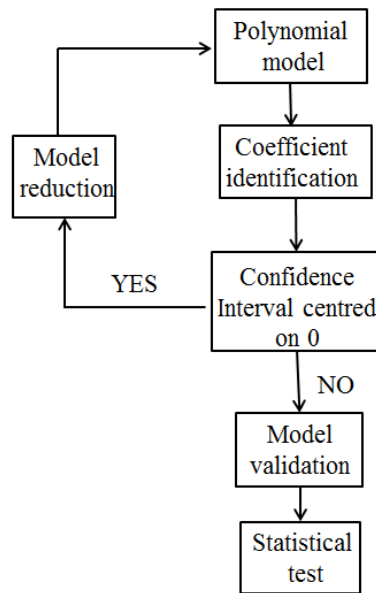 Polynomial
model
Coefficient
identification
Model
reduction
Confidence
Interval centred
on 0
YES
NO
Model
validation
Statistical
test